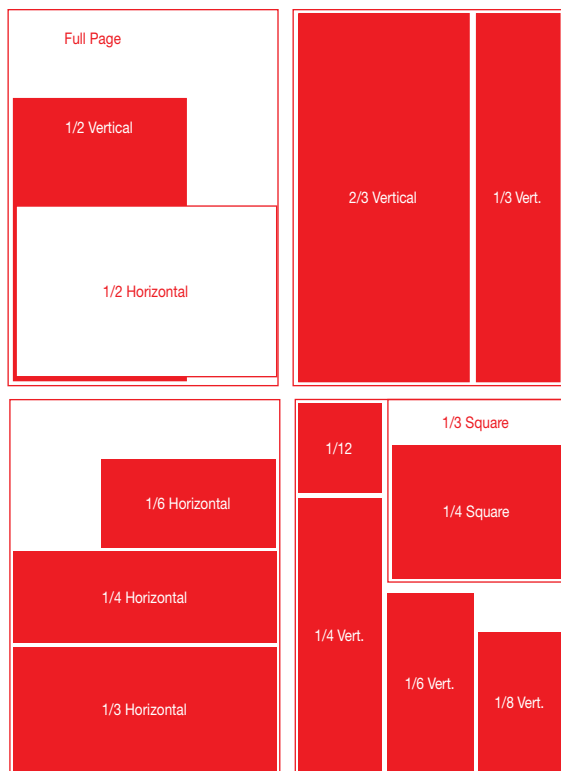 Full Page
1/2 Vertical
1/2 Horizontal
2/3 Vertical
1/3 Vert.
1/6 Horizontal
1/4 Horizontal
1/3 Horizontal
1/12
1/3 Square
1/4 Square
1/4 Vert.
1/6 Vert.
1/8 Vert.